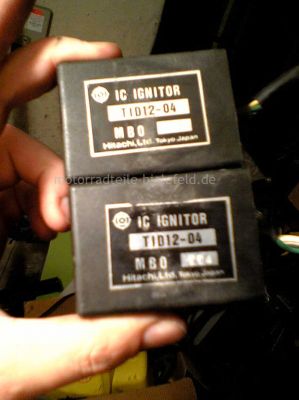 IC IGNITOR
TID12-04
MBO
Hitachi,Ltd. Tokyo Japan
motorradteile-bielefeld.de
IC IGNITOR
TID12-04
MBO
Hitachi,Ltd. Tokyo Japan